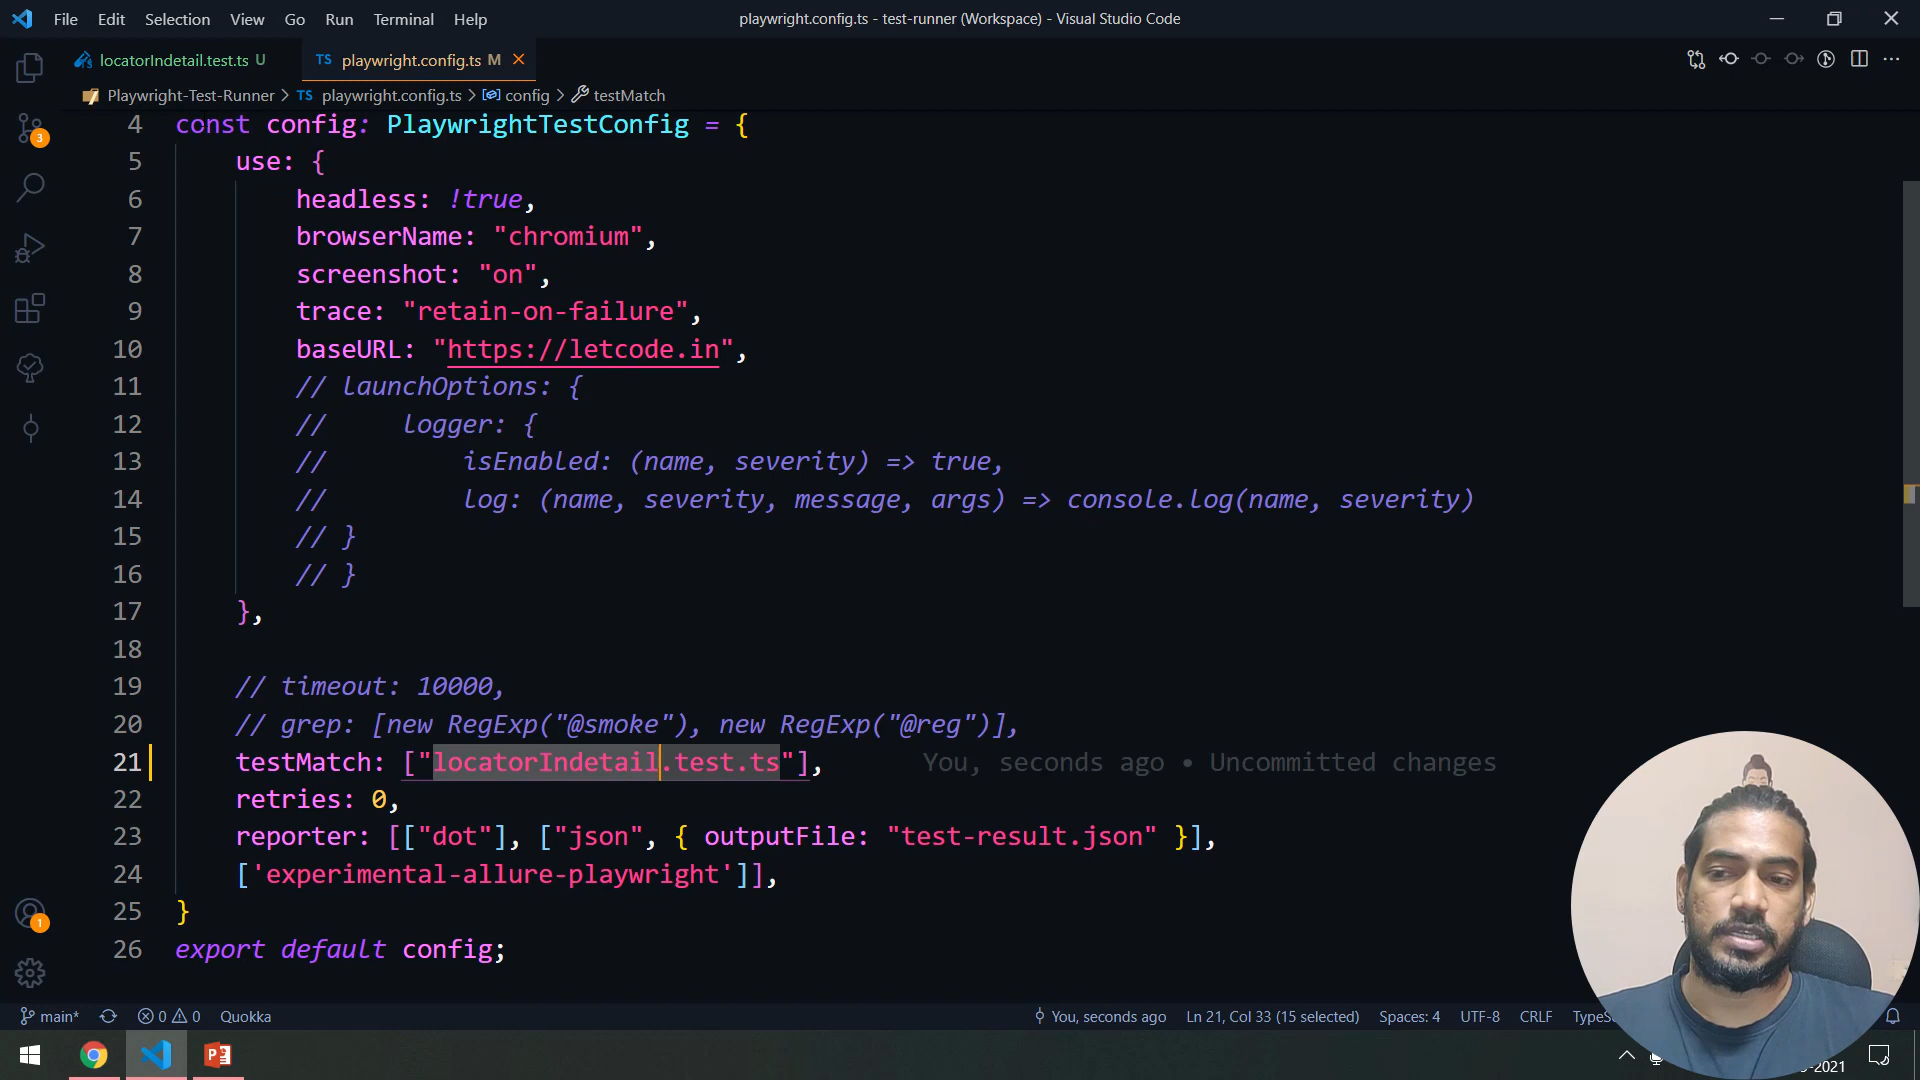 File Edit Selection View Go Run Terminal Help
playwright.config.ts - test-runner (Workspace) - Visual Studio Code
locatorIndetail.test.ts U
TS playwright.config.ts M
Playwright-Test-Runner > TS playwright.config.ts > config > testMatch
4 const config: PlaywrightTestConfig = {
5 use: {
6 headless: !true,
7 browserName: "chromium",
8 screenshot: "on",
9 trace: "retain-on-failure",
10 baseURL: "https://letcode.in",
11 // launchOptions: {
12 // logger: {
13 // isEnabled: (name, severity) => true,
14 // log: (name, severity, message, args) => console.log(name, severity)
15 // }
16 // }
17 },
18
19 // timeout: 10000,
20 // grep: [new RegExp("@smoke"), new RegExp("@reg")],
21 testMatch: ["locatorIndetail.test.ts"], You, seconds ago • Uncommitted changes
22 retries: 0,
23 reporter: [["dot"], ["json", { outputFile: "test-result.json" }],
24 ['experimental-allure-playwright']],
25 }
26 export default config;
3
1
main* 0 0 Quokka
You, seconds ago Ln 21, Col 33 (15 selected) Spaces: 4 UTF-8 CRLF